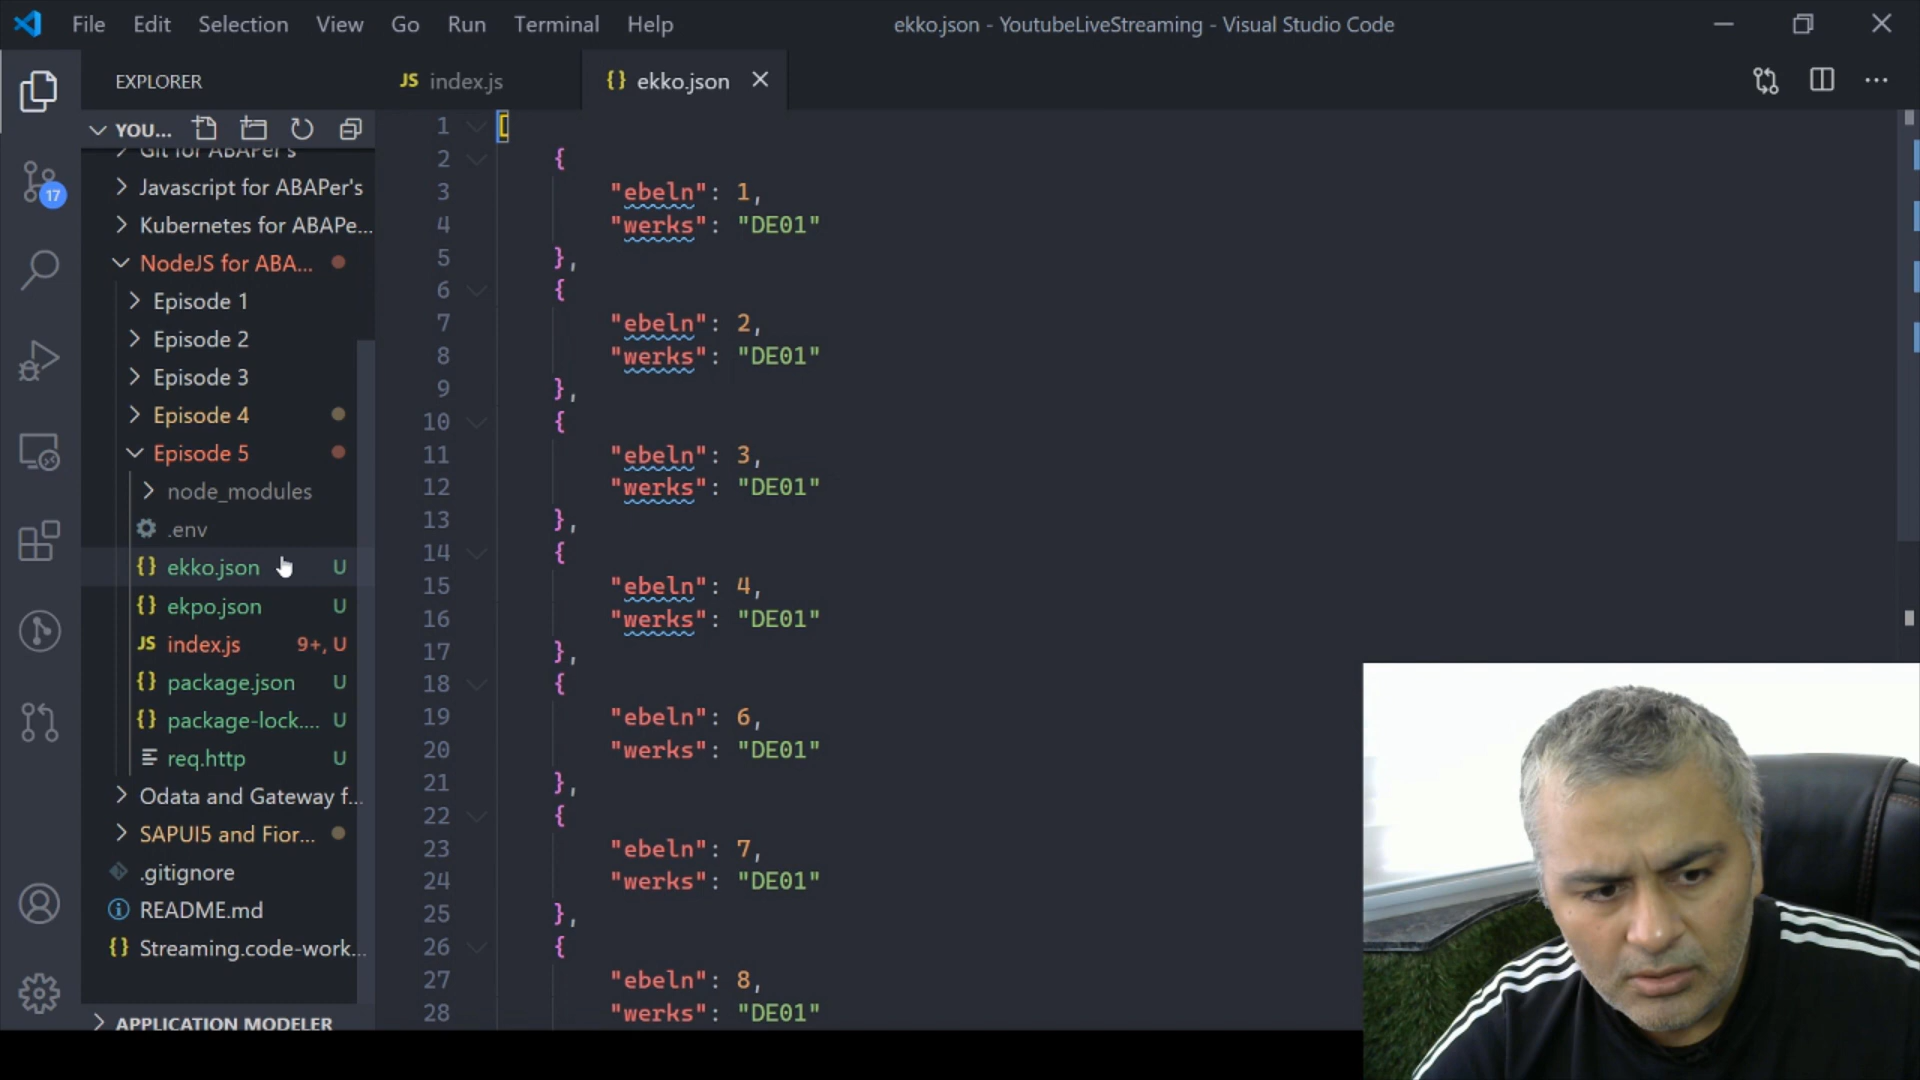 File Edit Selection View Go Run Terminal Help
ekko.json - YoutubeLiveStreaming - Visual Studio Code
EXPLORER
YOU...
Git for ABAPer's
Javascript for ABAPer's
Kubernetes for ABAPe...
NodeJS for ABA...
Episode 1
Episode 2
Episode 3
Episode 4
Episode 5
node_modules
.env
ekko.json U
ekpo.json U
JS index.js 9+, U
package.json U
package-lock.... U
req.http U
Odata and Gateway f...
SAPUI5 and Fior...
.gitignore
README.md
{} Streaming.code-work...
APPLICATION MODELER
17
JS index.js
{} ekko.json
1 [
2 {
3 "ebeln": 1,
4 "werks": "DE01"
5 },
6 {
7 "ebeln": 2,
8 "werks": "DE01"
9 },
10 {
11 "ebeln": 3,
12 "werks": "DE01"
13 },
14 {
15 "ebeln": 4,
16 "werks": "DE01"
17 },
18 {
19 "ebeln": 6,
20 "werks": "DE01"
21 },
22 {
23 "ebeln": 7,
24 "werks": "DE01"
25 },
26 {
27 "ebeln": 8,
28 "werks": "DE01"